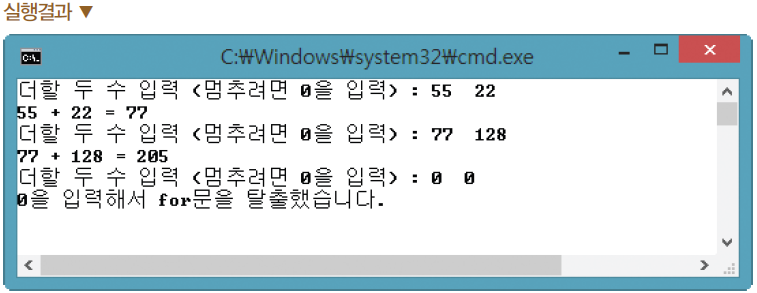 실행결과 ▼
C:\. C:₩Windows₩system32₩cmd.exe
더할 두 수 입력 (멈추려면 0을 입력) : 55  22
55 + 22 = 77
더할 두 수 입력 (멈추려면 0을 입력) : 77  128
77 + 128 = 205
더할 두 수 입력 (멈추려면 0을 입력) : 0  0
0을 입력해서 for문을 탈출했습니다.